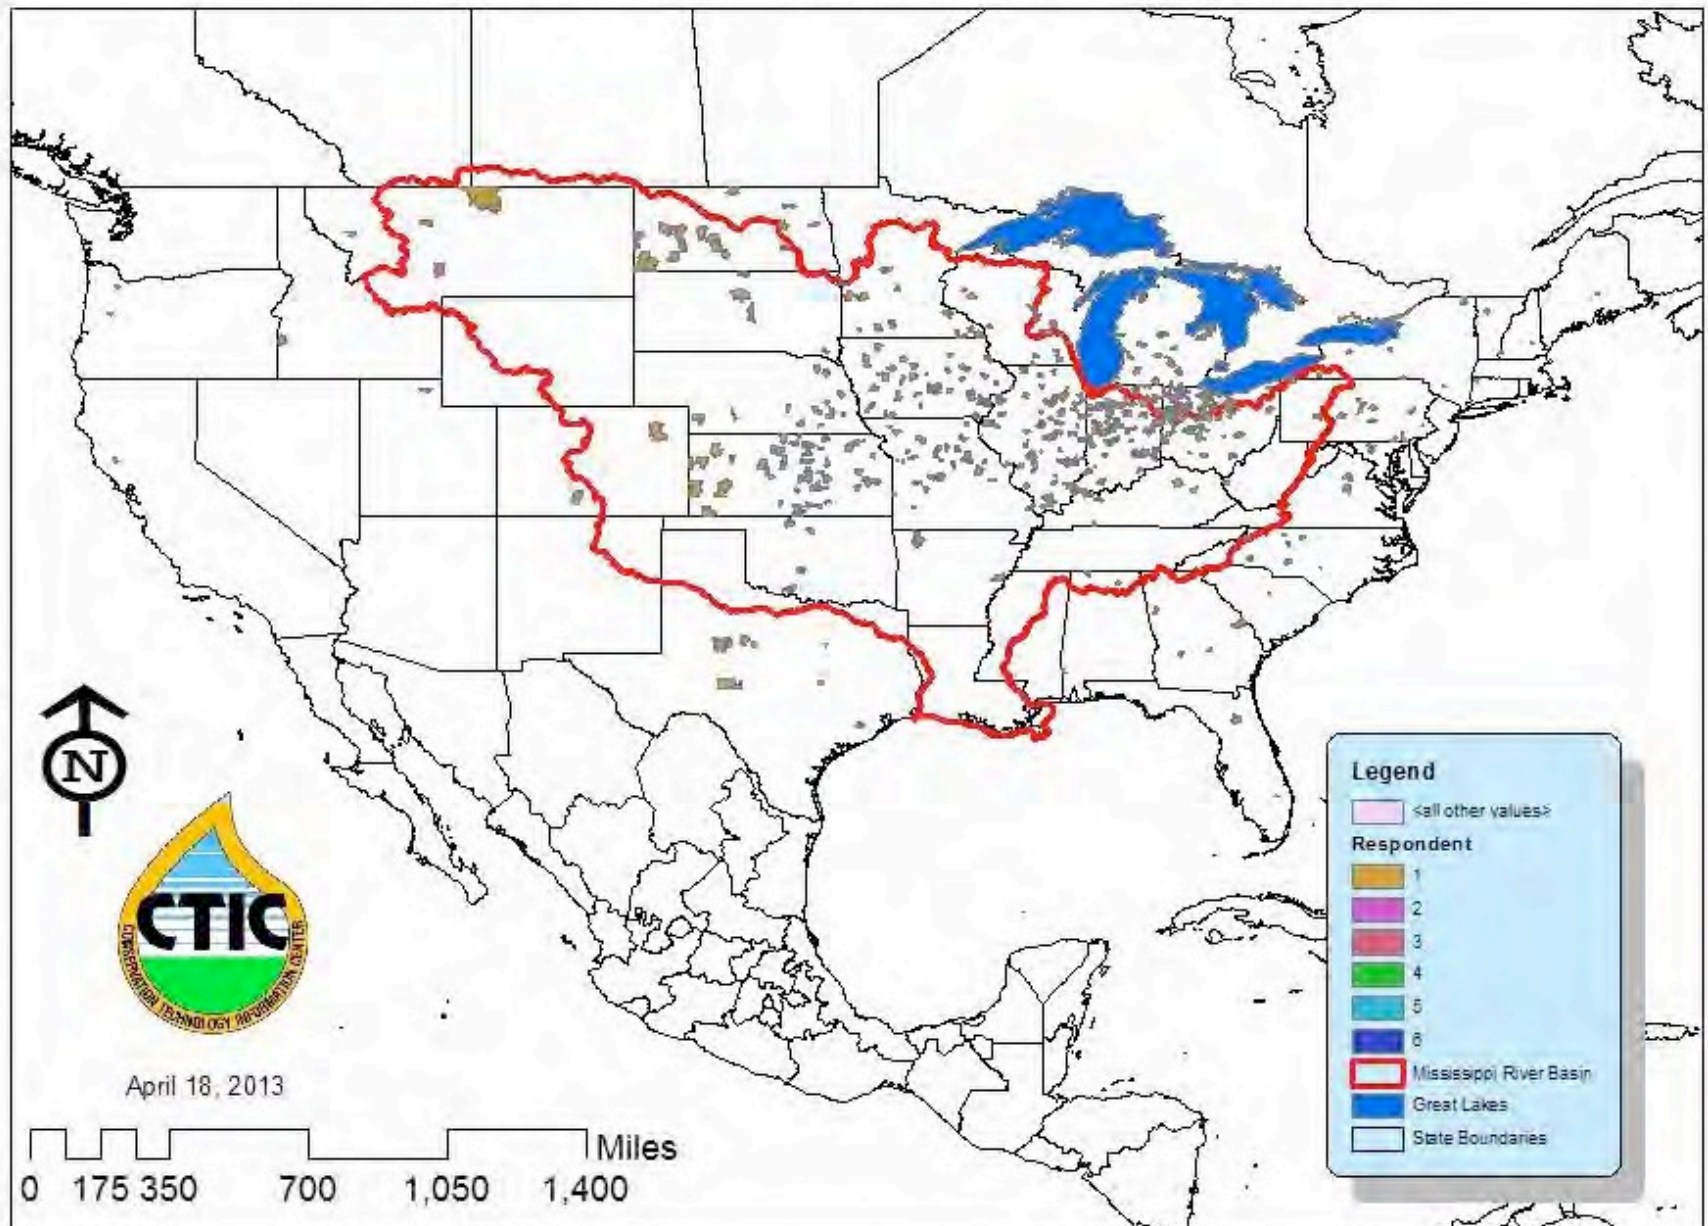 Legend
<all other values>
Respondent
1
2
3
4
5
6
Mississippi River Basin
Great Lakes
State Boundaries
N
CTIC
CONSERVATION TECHNOLOGY INFORMATION CENTER
April 18, 2013
Miles
0 175 350 700 1,050 1,400